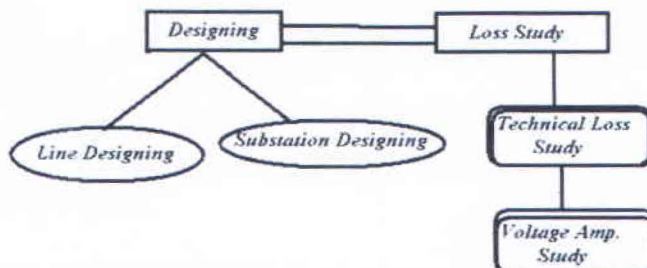 Designing
Loss Study
Line Designing
Substation Designing
Technical Loss
Study
Voltage Amp.
Study